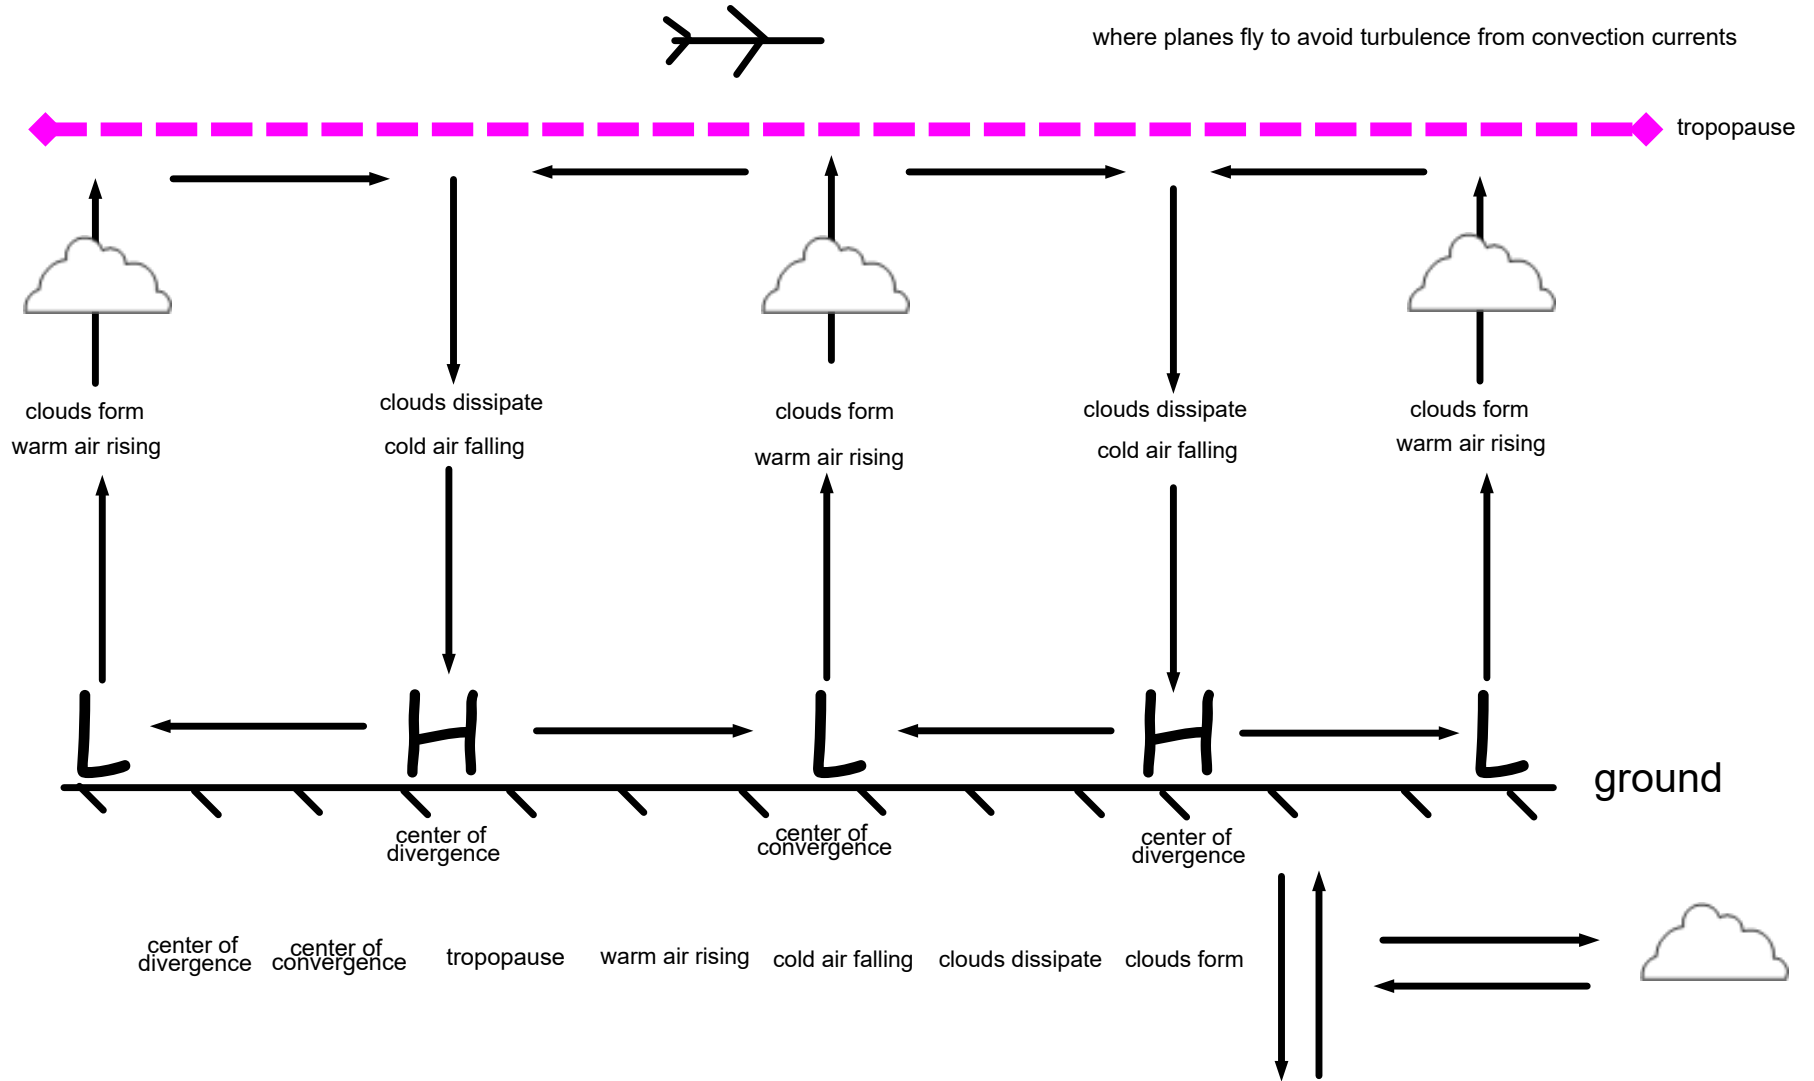 where planes fly to avoid turbulence from convection currents
tropopause
clouds form
warm air rising
clouds dissipate
cold air falling
clouds form
warm air rising
clouds dissipate
cold air falling
clouds form
warm air rising
L
H
L
H
L
ground
center of
divergence
center of
convergence
center of
divergence
center of
divergence
center of
convergence
tropopause
warm air rising
cold air falling
clouds dissipate
clouds form